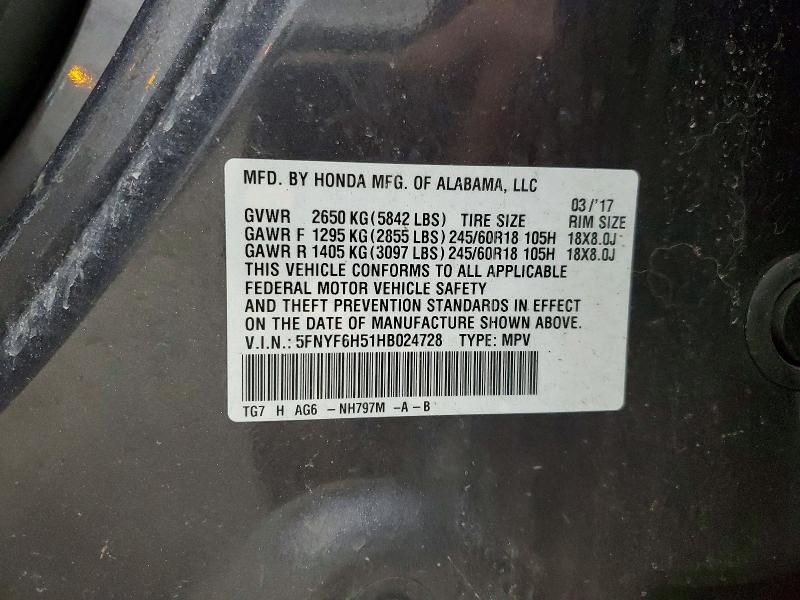 MFD. BY HONDA MFG. OF ALABAMA, LLC
03/'17
GVWR 2650 KG (5842 LBS) TIRE SIZE RIM SIZE
GAWR F 1295 KG (2855 LBS) 245/60R18 105H 18X8.0J
GAWR R 1405 KG (3097 LBS) 245/60R18 105H 18X8.0J
THIS VEHICLE CONFORMS TO ALL APPLICABLE
FEDERAL MOTOR VEHICLE SAFETY
AND THEFT PREVENTION STANDARDS IN EFFECT
ON THE DATE OF MANUFACTURE SHOWN ABOVE.
V.I.N.: 5FNYF6H51HB024728 TYPE: MPV
TG7 H AG6 -NH797M -A-B